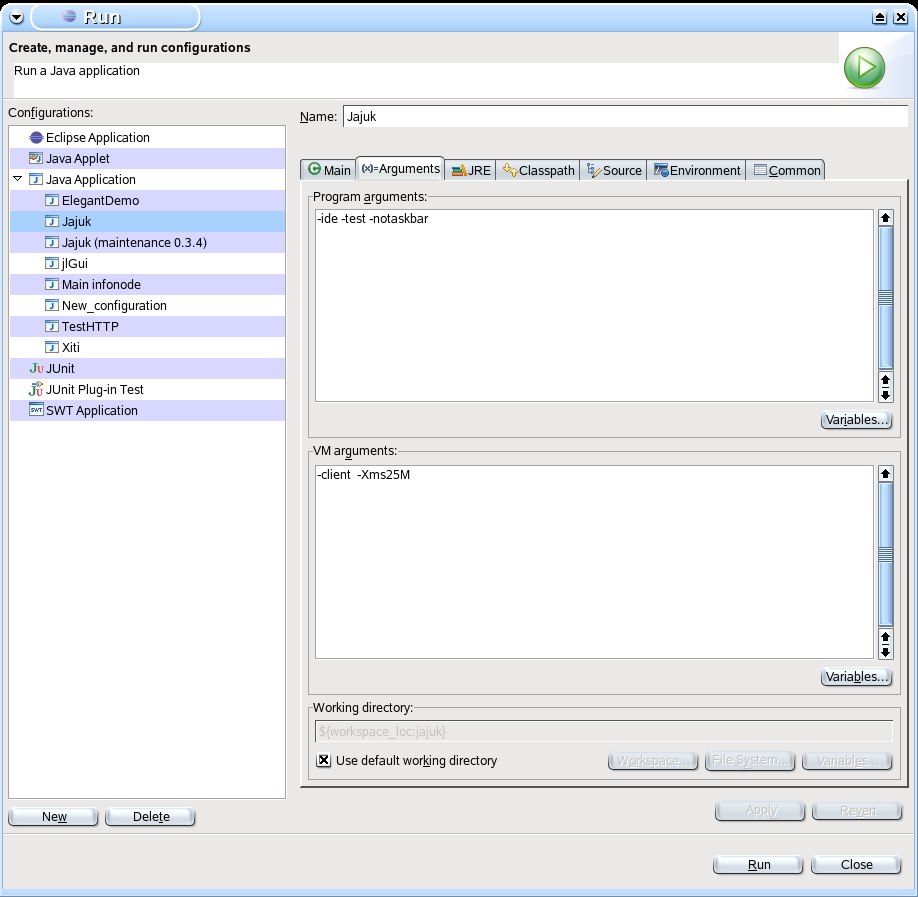 Run
Create, manage, and run configurations
Run a Java application
Configurations:
Eclipse Application
Java Applet
Java Application
ElegantDemo
Jajuk
Jajuk (maintenance 0.3.4)
jlGui
Main infonode
New_configuration
TestHTTP
Xiti
JUnit
JUnit Plug-in Test
SWT Application
New Delete
Name: Jajuk
Main (x)=Arguments JRE Classpath Source Environment Common
Program arguments:
-ide -test -notaskbar
Variables...
VM arguments:
-client -Xms25M
Variables...
Working directory:
${workspace_loc:jajuk}
Use default working directory Workspace... File System... Variables...
Apply Revert
Run Close